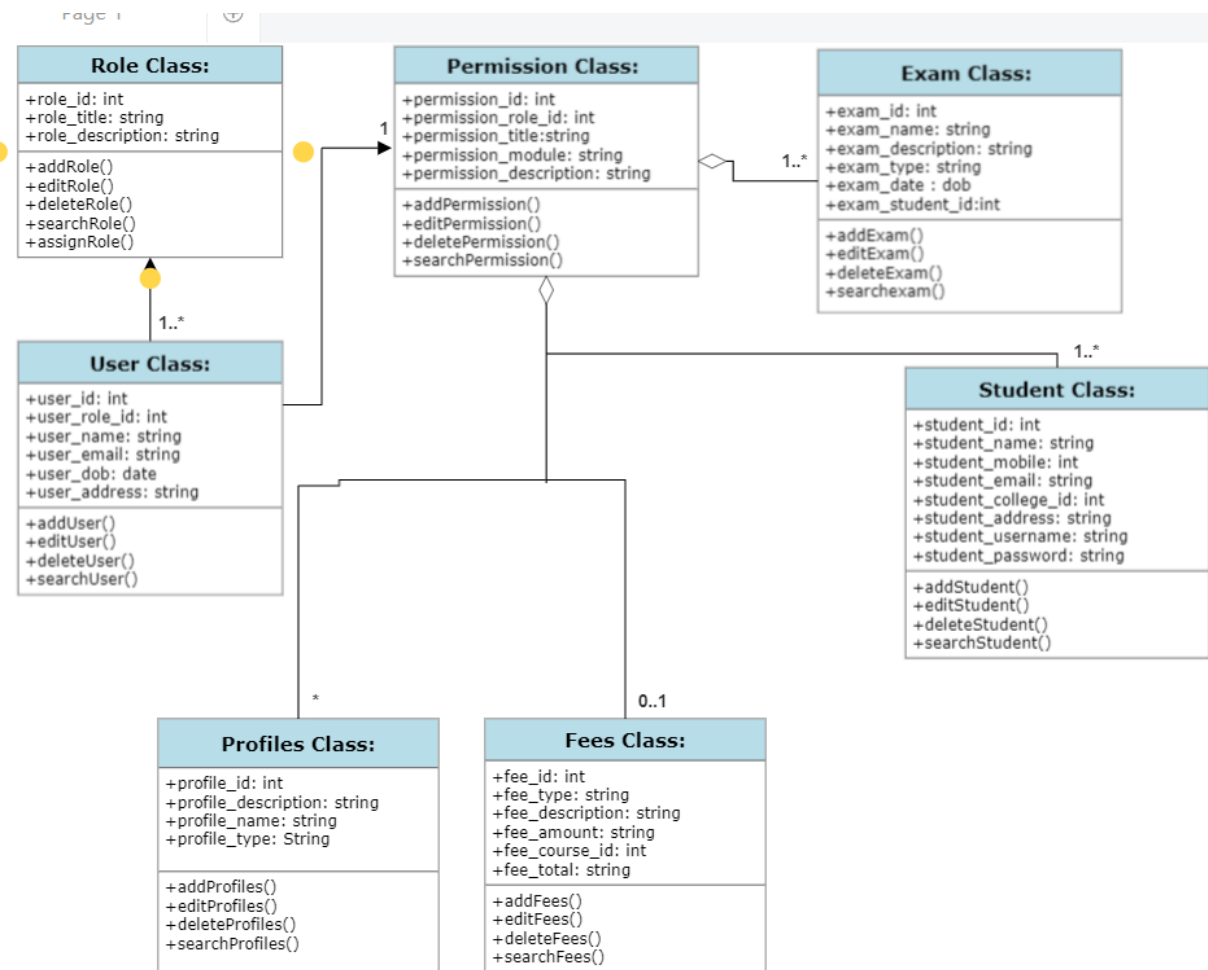 Page 1
Role Class:
+role_id: int
+role_title: string
+role_description: string
+addRole()
+editRole()
+deleteRole()
+searchRole()
+assignRole()
1..*
User Class:
+user_id: int
+user_role_id: int
+user_name: string
+user_email: string
+user_dob: date
+user_address: string
+addUser()
+editUser()
+deleteUser()
+searchUser()
1
Permission Class:
+permission_id: int
+permission_role_id: int
+permission_title:string
+permission_module: string
+permission_description: string
+addPermission()
+editPermission()
+deletePermission()
+searchPermission()
1..*
Exam Class:
+exam_id: int
+exam_name: string
+exam_description: string
+exam_type: string
+exam_date : dob
+exam_student_id:int
+addExam()
+editExam()
+deleteExam()
+searchexam()
1..*
Student Class:
+student_id: int
+student_name: string
+student_mobile: int
+student_email: string
+student_college_id: int
+student_address: string
+student_username: string
+student_password: string
+addStudent()
+editStudent()
+deleteStudent()
+searchStudent()
*
Profiles Class:
+profile_id: int
+profile_description: string
+profile_name: string
+profile_type: String
+addProfiles()
+editProfiles()
+deleteProfiles()
+searchProfiles()
0..1
Fees Class:
+fee_id: int
+fee_type: string
+fee_description: string
+fee_amount: string
+fee_course_id: int
+fee_total: string
+addFees()
+editFees()
+deleteFees()
+searchFees()